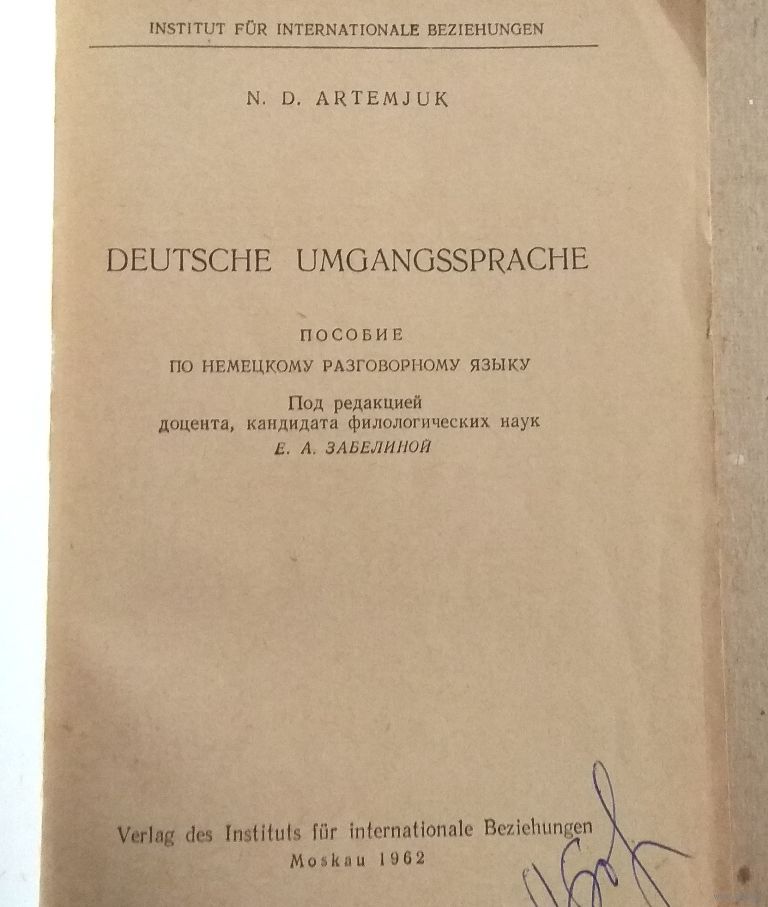 INSTITUT FÜR INTERNATIONALE BEZIEHUNGEN
N. D. ARTEMJUK
DEUTSCHE UMGANGSSPRACHE
ПОСОБИЕ
ПО НЕМЕЦКОМУ РАЗГОВОРНОМУ ЯЗЫКУ
Под редакцией
доцента, кандидата филологических наук
Е. А. ЗАБЕЛИНОЙ
Verlag des Instituts für internationale Beziehungen
Moskau 1962